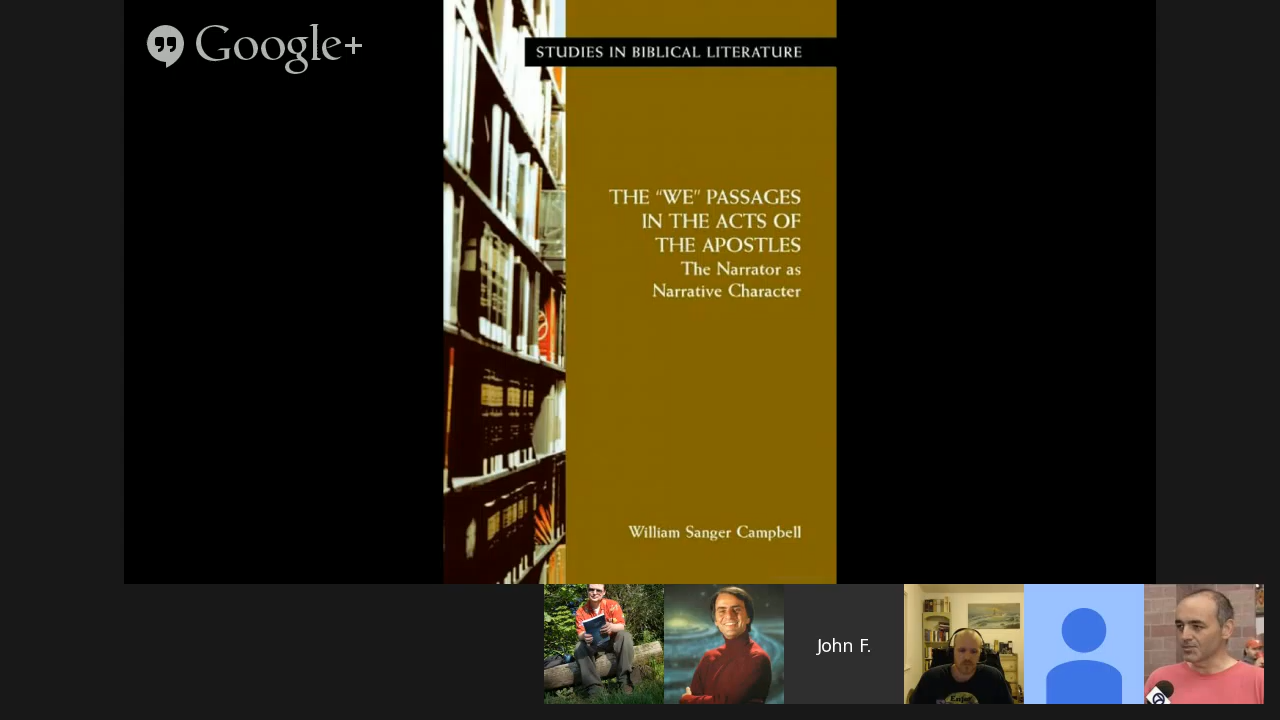 Google+
STUDIES IN BIBLICAL LITERATURE
THE “WE” PASSAGES
IN THE ACTS OF
THE APOSTLES
The Narrator as
Narrative Character
William Sanger Campbell
John F.
Enjoy